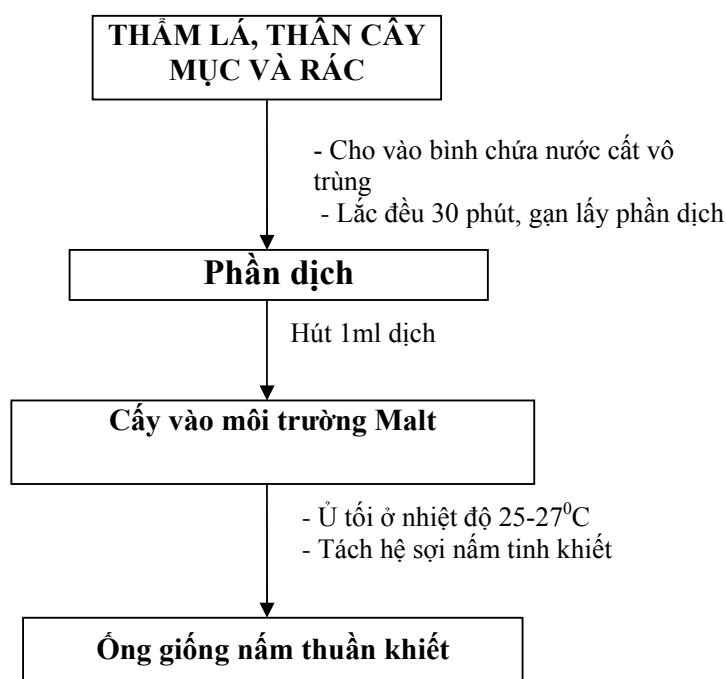 THẢM LÁ, THÂN CÂY
MỤC VÀ RÁC
- Cho vào bình chứa nước cất vô
trùng
- Lắc đều 30 phút, gạn lấy phần dịch
Phần dịch
Hút 1ml dịch
Cấy vào môi trường Malt
- Ủ tối ở nhiệt độ 25-27⁰C
- Tách hệ sợi nấm tinh khiết
Ống giống nấm thuần khiết